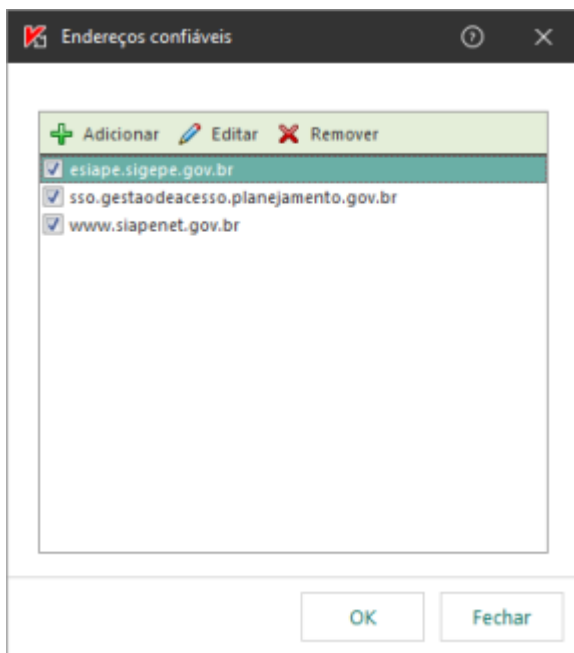 Endereços confiáveis
Adicionar Editar Remover
esiape.sigepe.gov.br
sso.gestaodeacesso.planejamento.gov.br
www.siapenet.gov.br
OK Fechar